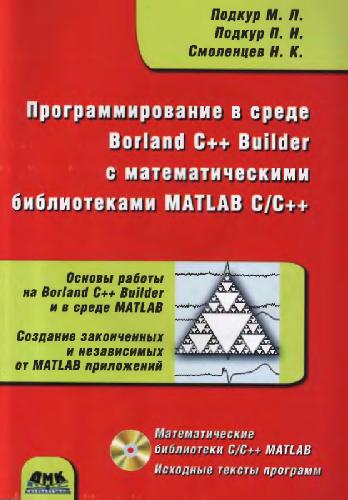 Подкур М. Л.
Подкур П. Н.
Смоленцев Н. К.
Программирование в среде
Borland C++ Builder
с математическими
библиотеками MATLAB C/C++
Основы работы
на Borland C++ Builder
и в среде MATLAB
Создание законченных
и независимых
от MATLAB приложений
Математические
библиотеки C/C++ MATLAB
Исходные тексты программ
ДМК